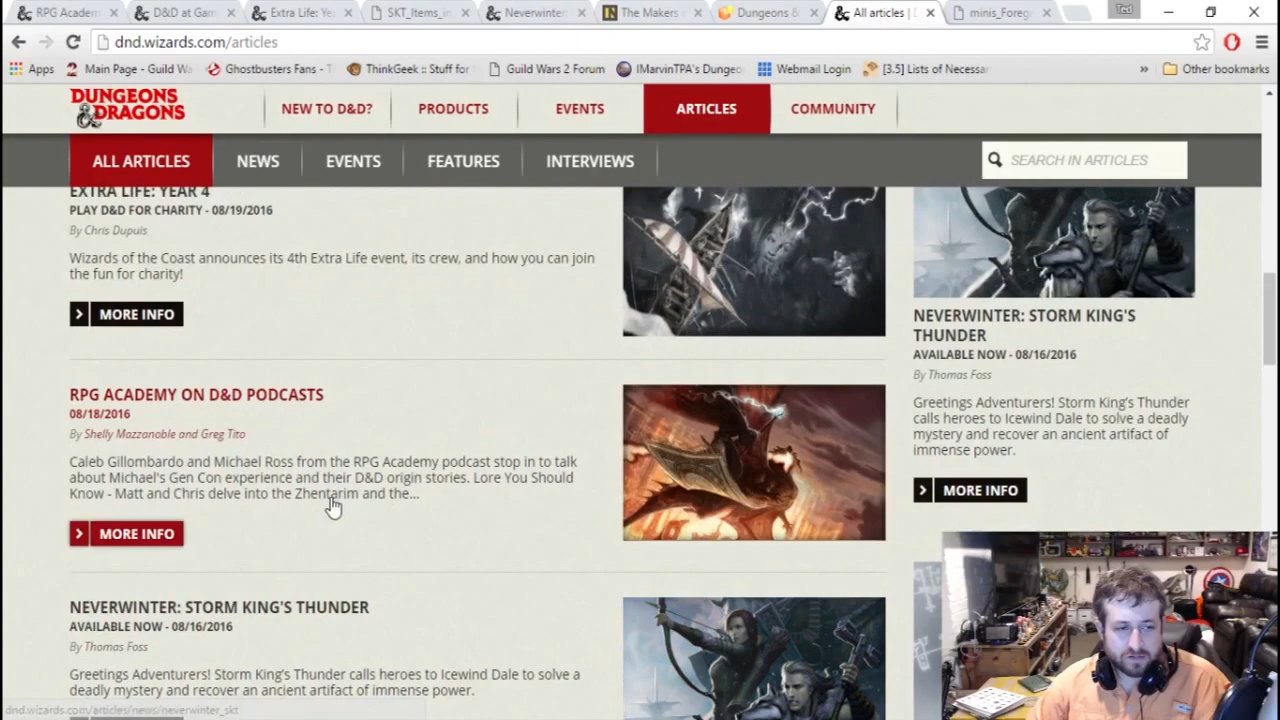 RPG Academ
D&D at Gam
Extra Life: Ye
SKT_Items_i
Neverwinter
The Makers
Dungeons &
All articles | D
minis_Foreg
Ted
dnd.wizards.com/articles
Apps
Main Page - Guild Wa
Ghostbusters Fans - T
ThinkGeek :: Stuff for
Guild Wars 2 Forum
IMarvinTPA's Dungeo
Webmail Login
[3.5] Lists of Necessar
»
Other bookmarks
DUNGEONS & DRAGONS
NEW TO D&D?
PRODUCTS
EVENTS
ARTICLES
COMMUNITY
ALL ARTICLES
NEWS
EVENTS
FEATURES
INTERVIEWS
SEARCH IN ARTICLES
EXTRA LIFE: YEAR 4
PLAY D&D FOR CHARITY - 08/19/2016
By Chris Dupuis
Wizards of the Coast announces its 4th Extra Life event, its crew, and how you can join
the fun for charity!
MORE INFO
RPG ACADEMY ON D&D PODCASTS
08/18/2016
By Shelly Mazzanoble and Greg Tito
Caleb Gillombardo and Michael Ross from the RPG Academy podcast stop in to talk
about Michael's Gen Con experience and their D&D origin stories. Lore You Should
Know - Matt and Chris delve into the Zhentarim and the...
MORE INFO
NEVERWINTER: STORM KING'S THUNDER
AVAILABLE NOW - 08/16/2016
By Thomas Foss
Greetings Adventurers! Storm King's Thunder calls heroes to Icewind Dale to solve a
deadly mystery and recover an ancient artifact of immense power.
NEVERWINTER: STORM KING'S
THUNDER
AVAILABLE NOW - 08/16/2016
By Thomas Foss
Greetings Adventurers! Storm King's Thunder
calls heroes to Icewind Dale to solve a deadly
mystery and recover an ancient artifact of
immense power.
MORE INFO
dnd.wizards.com/articles/news/neverwinter_skt